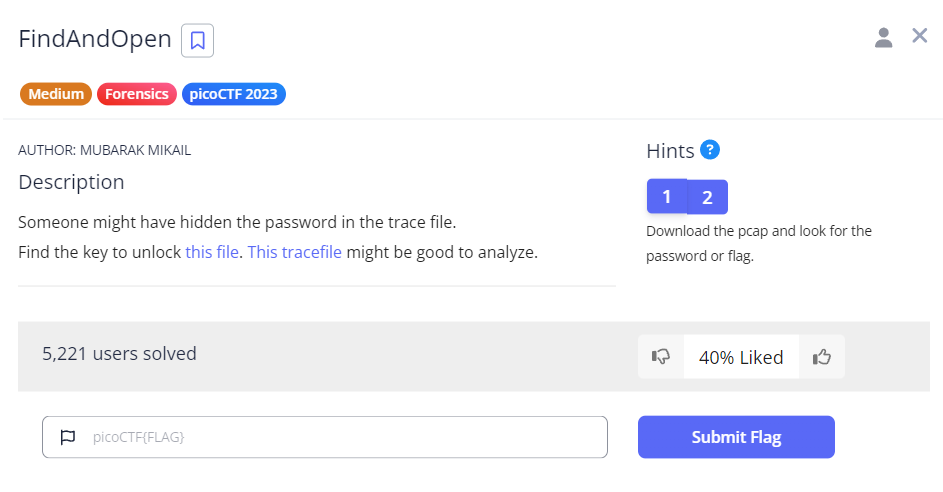 FindAndOpen
Medium Forensics picoCTF 2023
AUTHOR: MUBARAK MIKAIL
Description
Someone might have hidden the password in the trace file.
Find the key to unlock this file. This tracefile might be good to analyze.
Hints ?
1 2
Download the pcap and look for the
password or flag.
5,221 users solved
40% Liked
picoCTF{FLAG}
Submit Flag